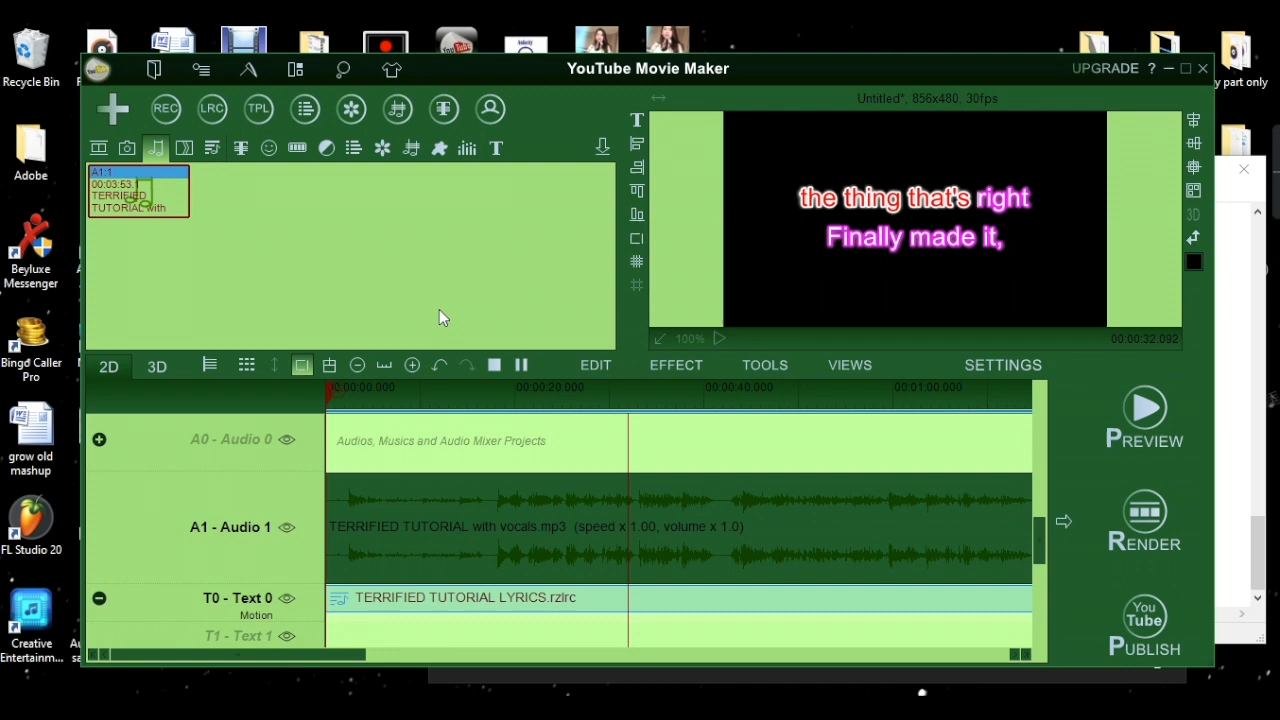 Recycle Bin
Adobe
Beyluxe
Messenger
Bingd Caller
Pro
grow old
mashup
FL Studio 20
Creative
Entertainm...
YouTube Movie Maker
UPGRADE ? 
y part only
REC
LRC
TPL
Untitled*, 856x480, 30fps
A1:1
00:03:53.1
TERRIFIED
TUTORIAL with
the thing that's right
Finally made it,
3D
100%
00:00:32.092
2D
3D
EDIT
EFFECT
TOOLS
VIEWS
SETTINGS
00:00:00.000
00:00:20.000
00:00:40.000
00:01:00.000
A0 - Audio 0
Audios, Musics and Audio Mixer Projects
A1 - Audio 1
TERRIFIED TUTORIAL with vocals.mp3 (speed x 1.00, volume x 1.0)
T0 - Text 0
Motion
TERRIFIED TUTORIAL LYRICS.rzlrc
T1 - Text 1
PREVIEW
RENDER
You
Tube
PUBLISH